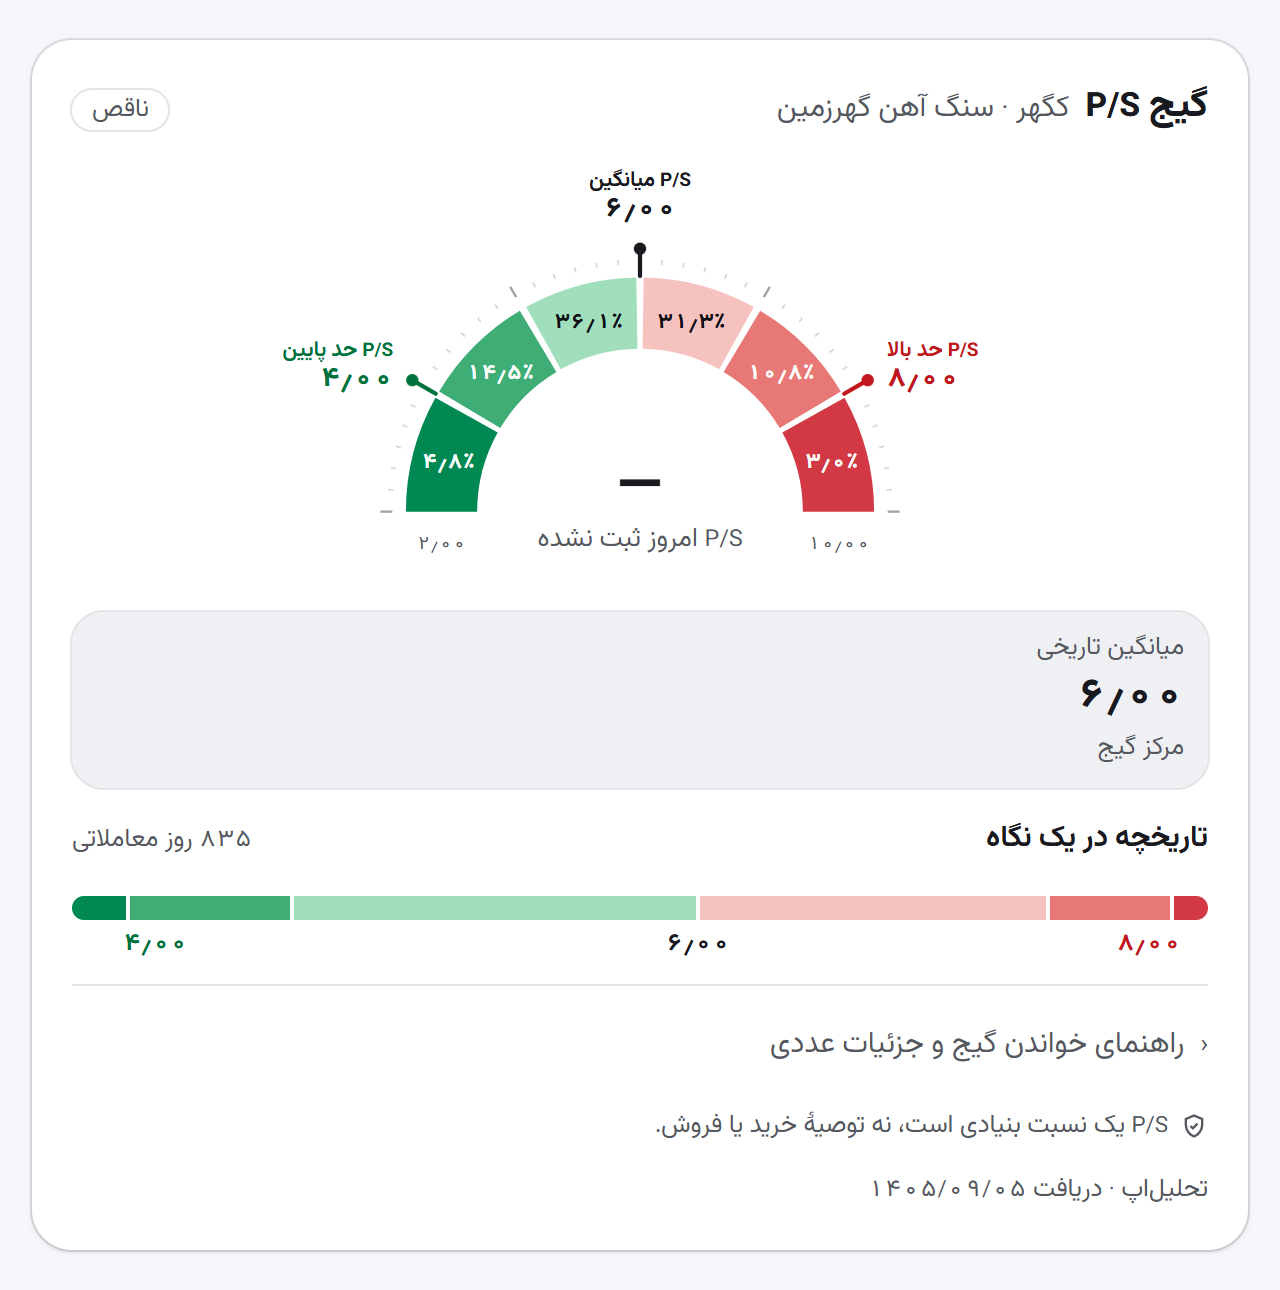 گیج P/S کگهر · سنگ آهن گهرزمین
ناقص
P/S میانگین
۶٫۰۰
P/S حد پایین
۴٫۰۰
P/S حد بالا
۸٫۰۰
۴٫۸٪
۱۴٫۵٪
۳۶٫۱٪
۳۱٫۳٪
۱۰٫۸٪
۳٫۰٪
—
P/S امروز ثبت نشده
۲٫۰۰
۱۰٫۰۰
میانگین تاریخی
۶٫۰۰
مرکز گیج
تاریخچه در یک نگاه
۸۳۵ روز معاملاتی
۴٫۰۰
۶٫۰۰
۸٫۰۰
‹ راهنمای خواندن گیج و جزئیات عددی
P/S یک نسبت بنیادی است، نه توصیهٔ خرید یا فروش.
تحلیل‌اپ · دریافت ۱۴۰۵/۰۹/۰۵